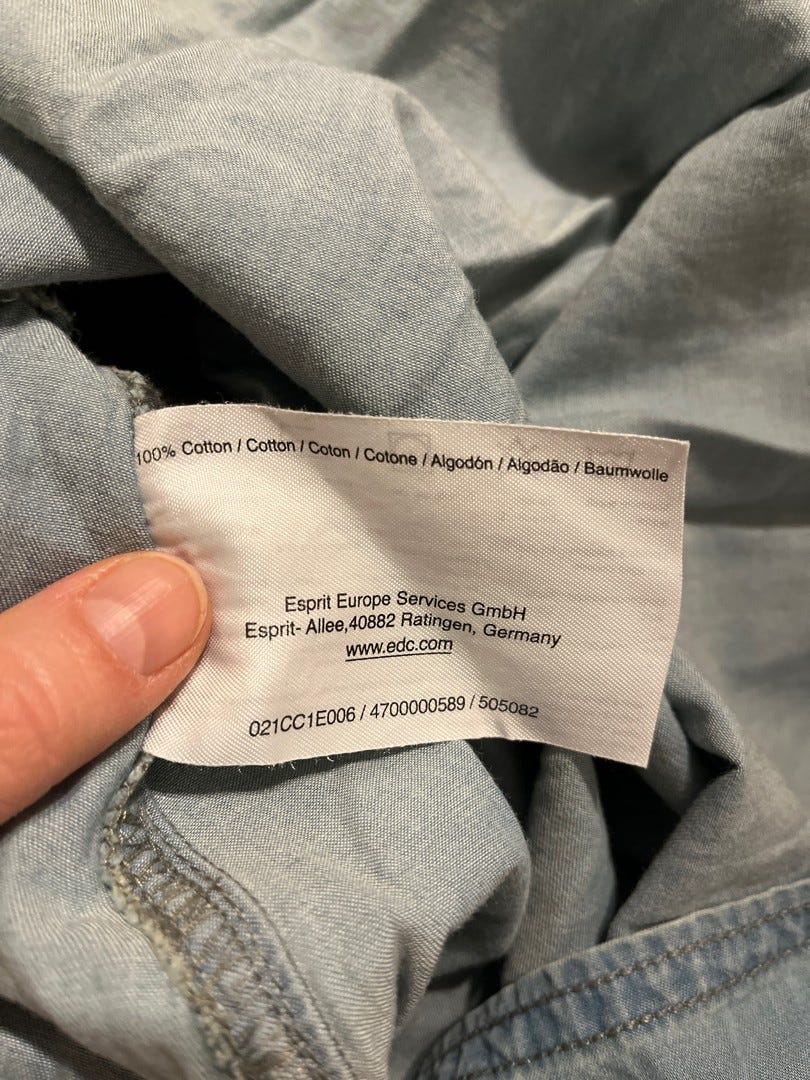 100% Cotton / Cotton / Coton / Cotone / Algodón / Algodão / Baumwolle
Esprit Europe Services GmbH
Esprit- Allee,40882 Ratingen, Germany
www.edc.com
021CC1E006 / 4700000589 / 505082